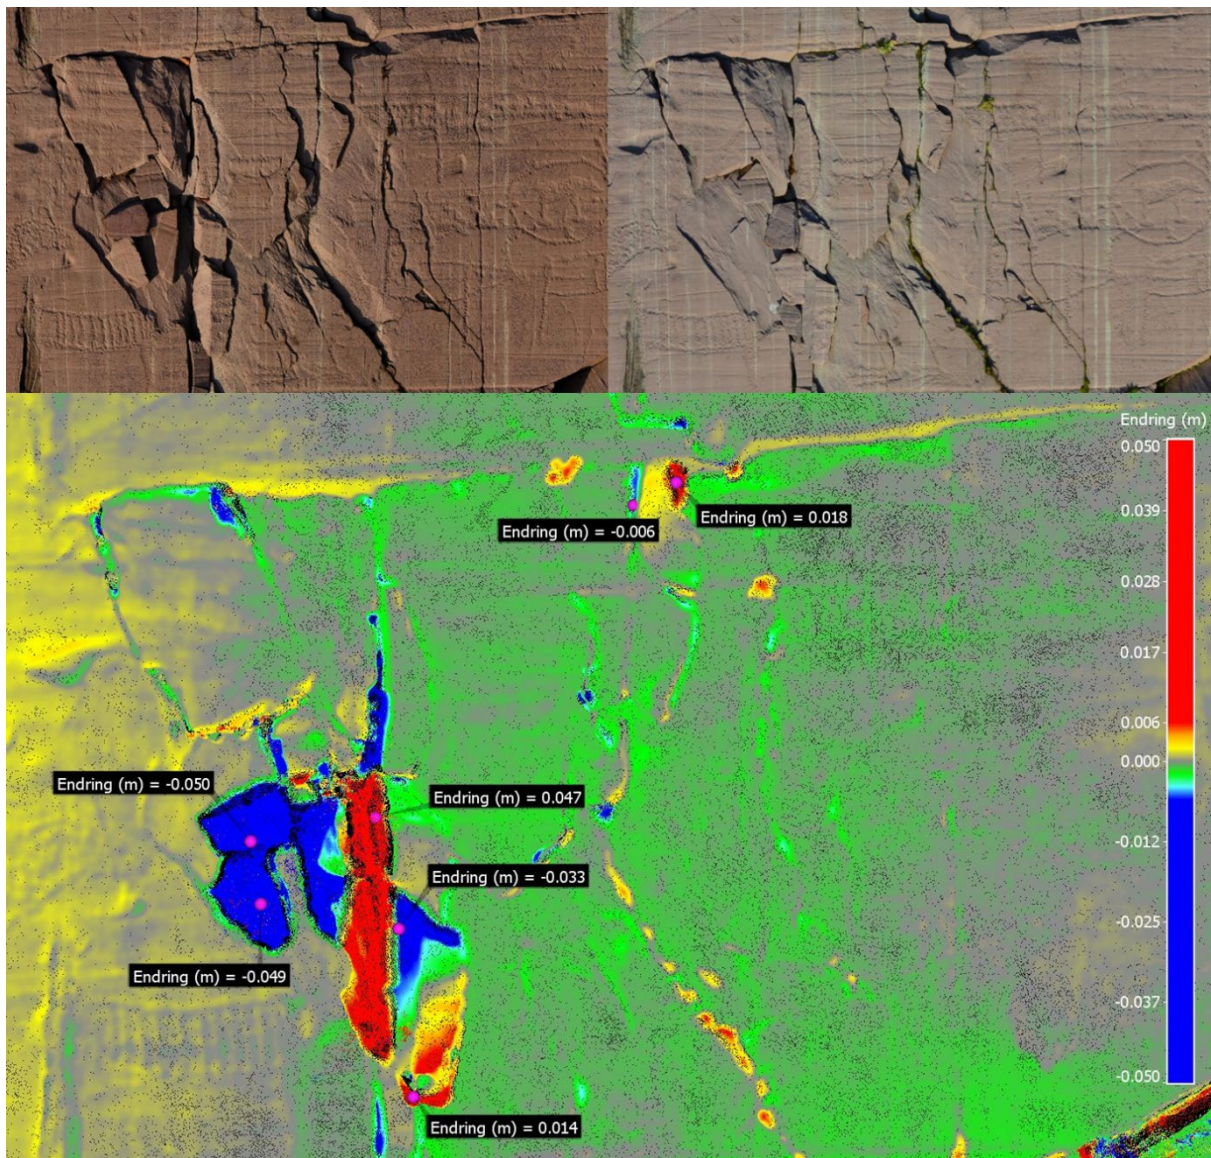 Endring (m)
0.050
0.039
Endring (m) = -0.006
Endring (m) = 0.018
0.028
0.017
0.006
0.000
Endring (m) = -0.050
Endring (m) = 0.047
-0.012
Endring (m) = -0.033
-0.025
Endring (m) = -0.049
-0.037
-0.050
Endring (m) = 0.014